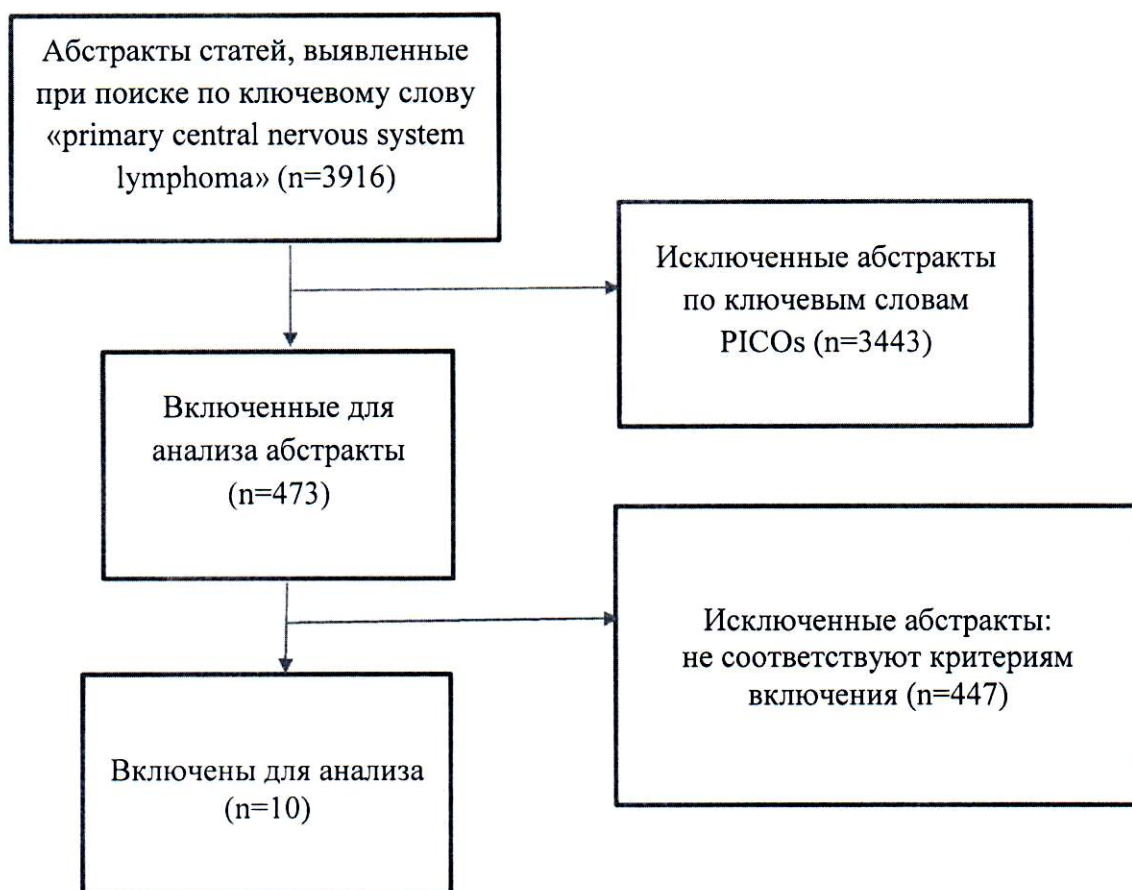 Абстракты статей, выявленные
при поиске по ключевому слову
«primary central nervous system
lymphoma» (n=3916)
Исключенные абстракты
по ключевым словам
PICOs (n=3443)
Включенные для
анализа абстракты
(n=473)
Исключенные абстракты:
не соответствуют критериям
включения (n=447)
Включены для анализа
(n=10)